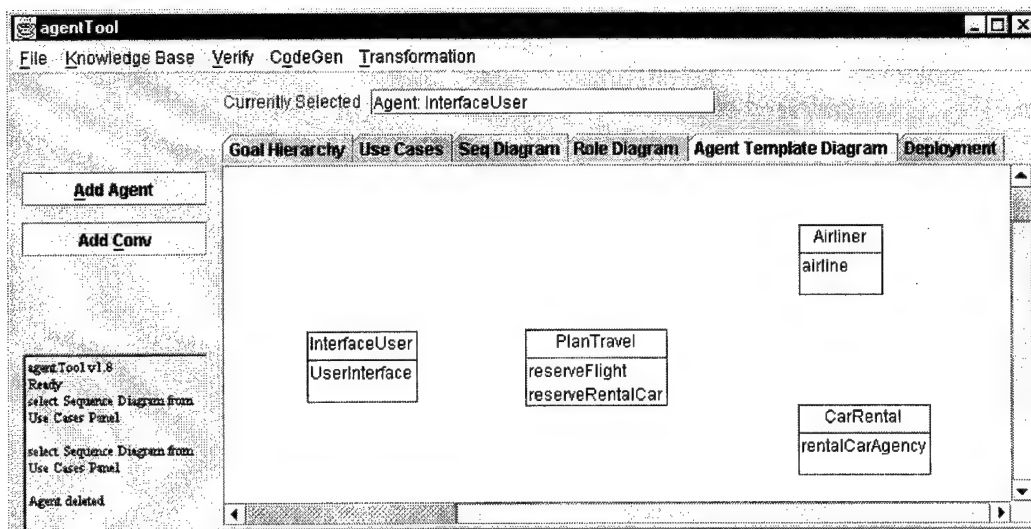 agentTool
File Knowledge Base Verify CodeGen Transformation
Currently Selected Agent: InterfaceUser
Goal Hierarchy Use Cases Seq Diagram Role Diagram Agent Template Diagram Deployment
Add Agent
Add Conv
Airliner
airline
InterfaceUser
UserInterface
PlanTravel
reserveFlight
reserveRentalCar
CarRental
rentalCarAgency
agentTool v1.8
Ready
select Sequence Diagram from
Use Cases Panel
select Sequence Diagram from
Use Cases Panel
Agent deleted